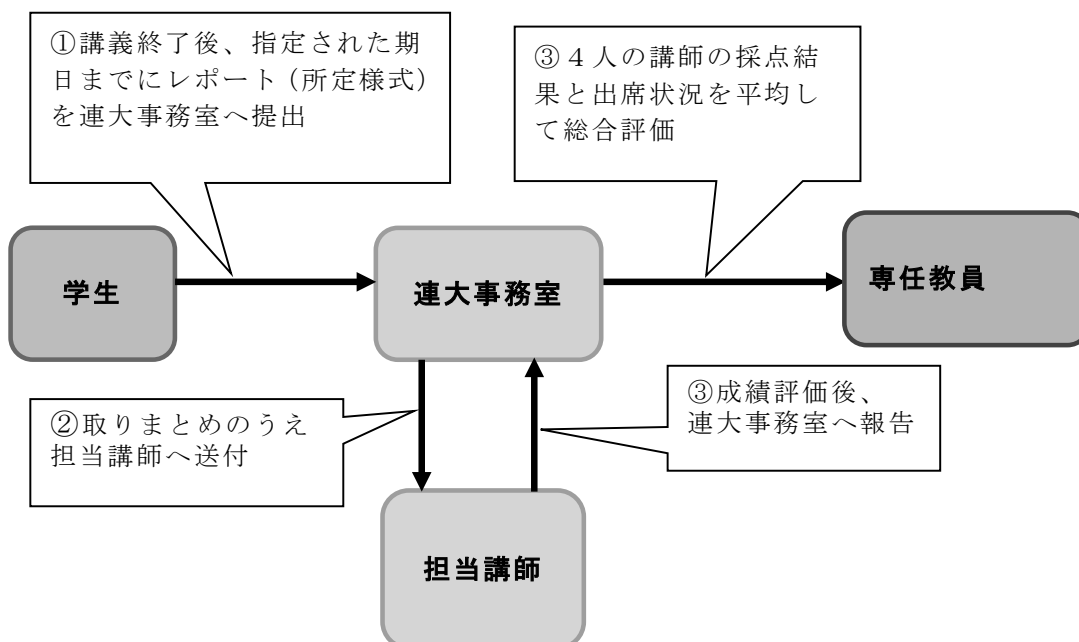 ①講義終了後、指定された期
日までにレポート（所定様式）
を連大事務室へ提出
③４人の講師の採点結
果と出席状況を平均し
て総合評価
学生
連大事務室
専任教員
②取りまとめのうえ
担当講師へ送付
③成績評価後、
連大事務室へ報告
担当講師